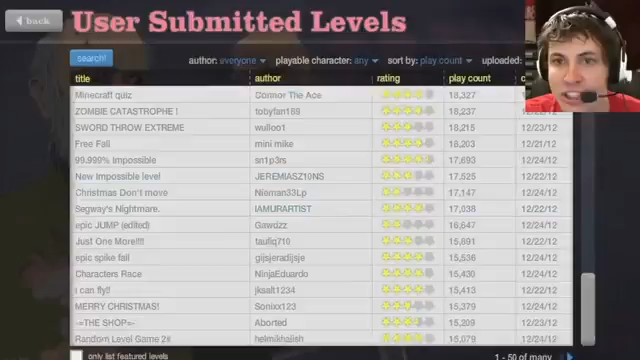 back User Submitted Levels
search! author: everyone playable character: any sort by: play count uploaded:
title author rating play count
Minecraft quiz Connor The Ace 18,327
ZOMBIE CATASTROPHE ! tobyfan169 18,237 12/22/12
SWORD THROW EXTREME wulloo1 18,215 12/23/12
Free Fall mini mike 18,203 12/21/12
99.999% Impossible sn1p3rs 17,693 12/24/12
New Impossible level JEREMIASZ10NS 17,525 12/22/12
Christmas Don't move Nieman33Lp 17,147 12/24/12
Segway's Nightmare. IAMURARTIST 17,038 12/22/12
epic JUMP (edited) Gawdzz 16,647 12/24/12
Just One More!!!! taufiq710 15,891 12/22/12
epic spike fall gijsjeradijsje 15,536 12/24/12
Characters Race NinjaEduardo 15,430 12/24/12
i can fly!! jksalt1234 15,413 12/22/12
MERRY CHRISTMAS! Sonixx123 15,379 12/24/12
-=THE SHOP=- Aborted 15,209 12/24/12
Random Level Game 2# 15,079 12/24/12
only list featured levels 1 - 50 of many